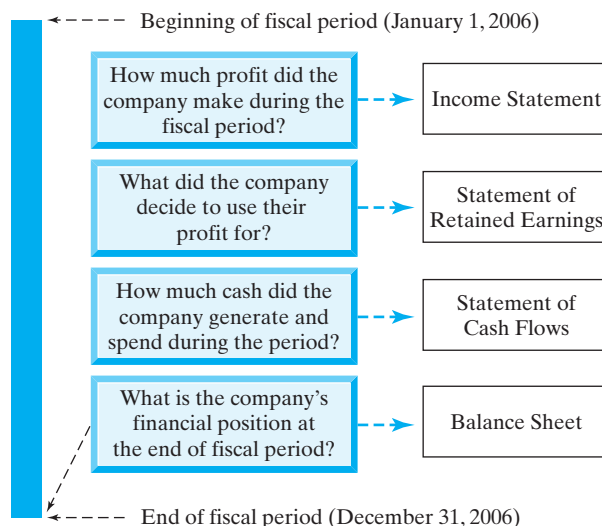 Beginning of fiscal period (January 1, 2006)
How much profit did the
company make during the
fiscal period?
Income Statement
What did the company
decide to use their
profit for?
Statement of
Retained Earnings
How much cash did the
company generate and
spend during the period?
Statement of
Cash Flows
What is the company’s
financial position at
the end of fiscal period?
Balance Sheet
End of fiscal period (December 31, 2006)